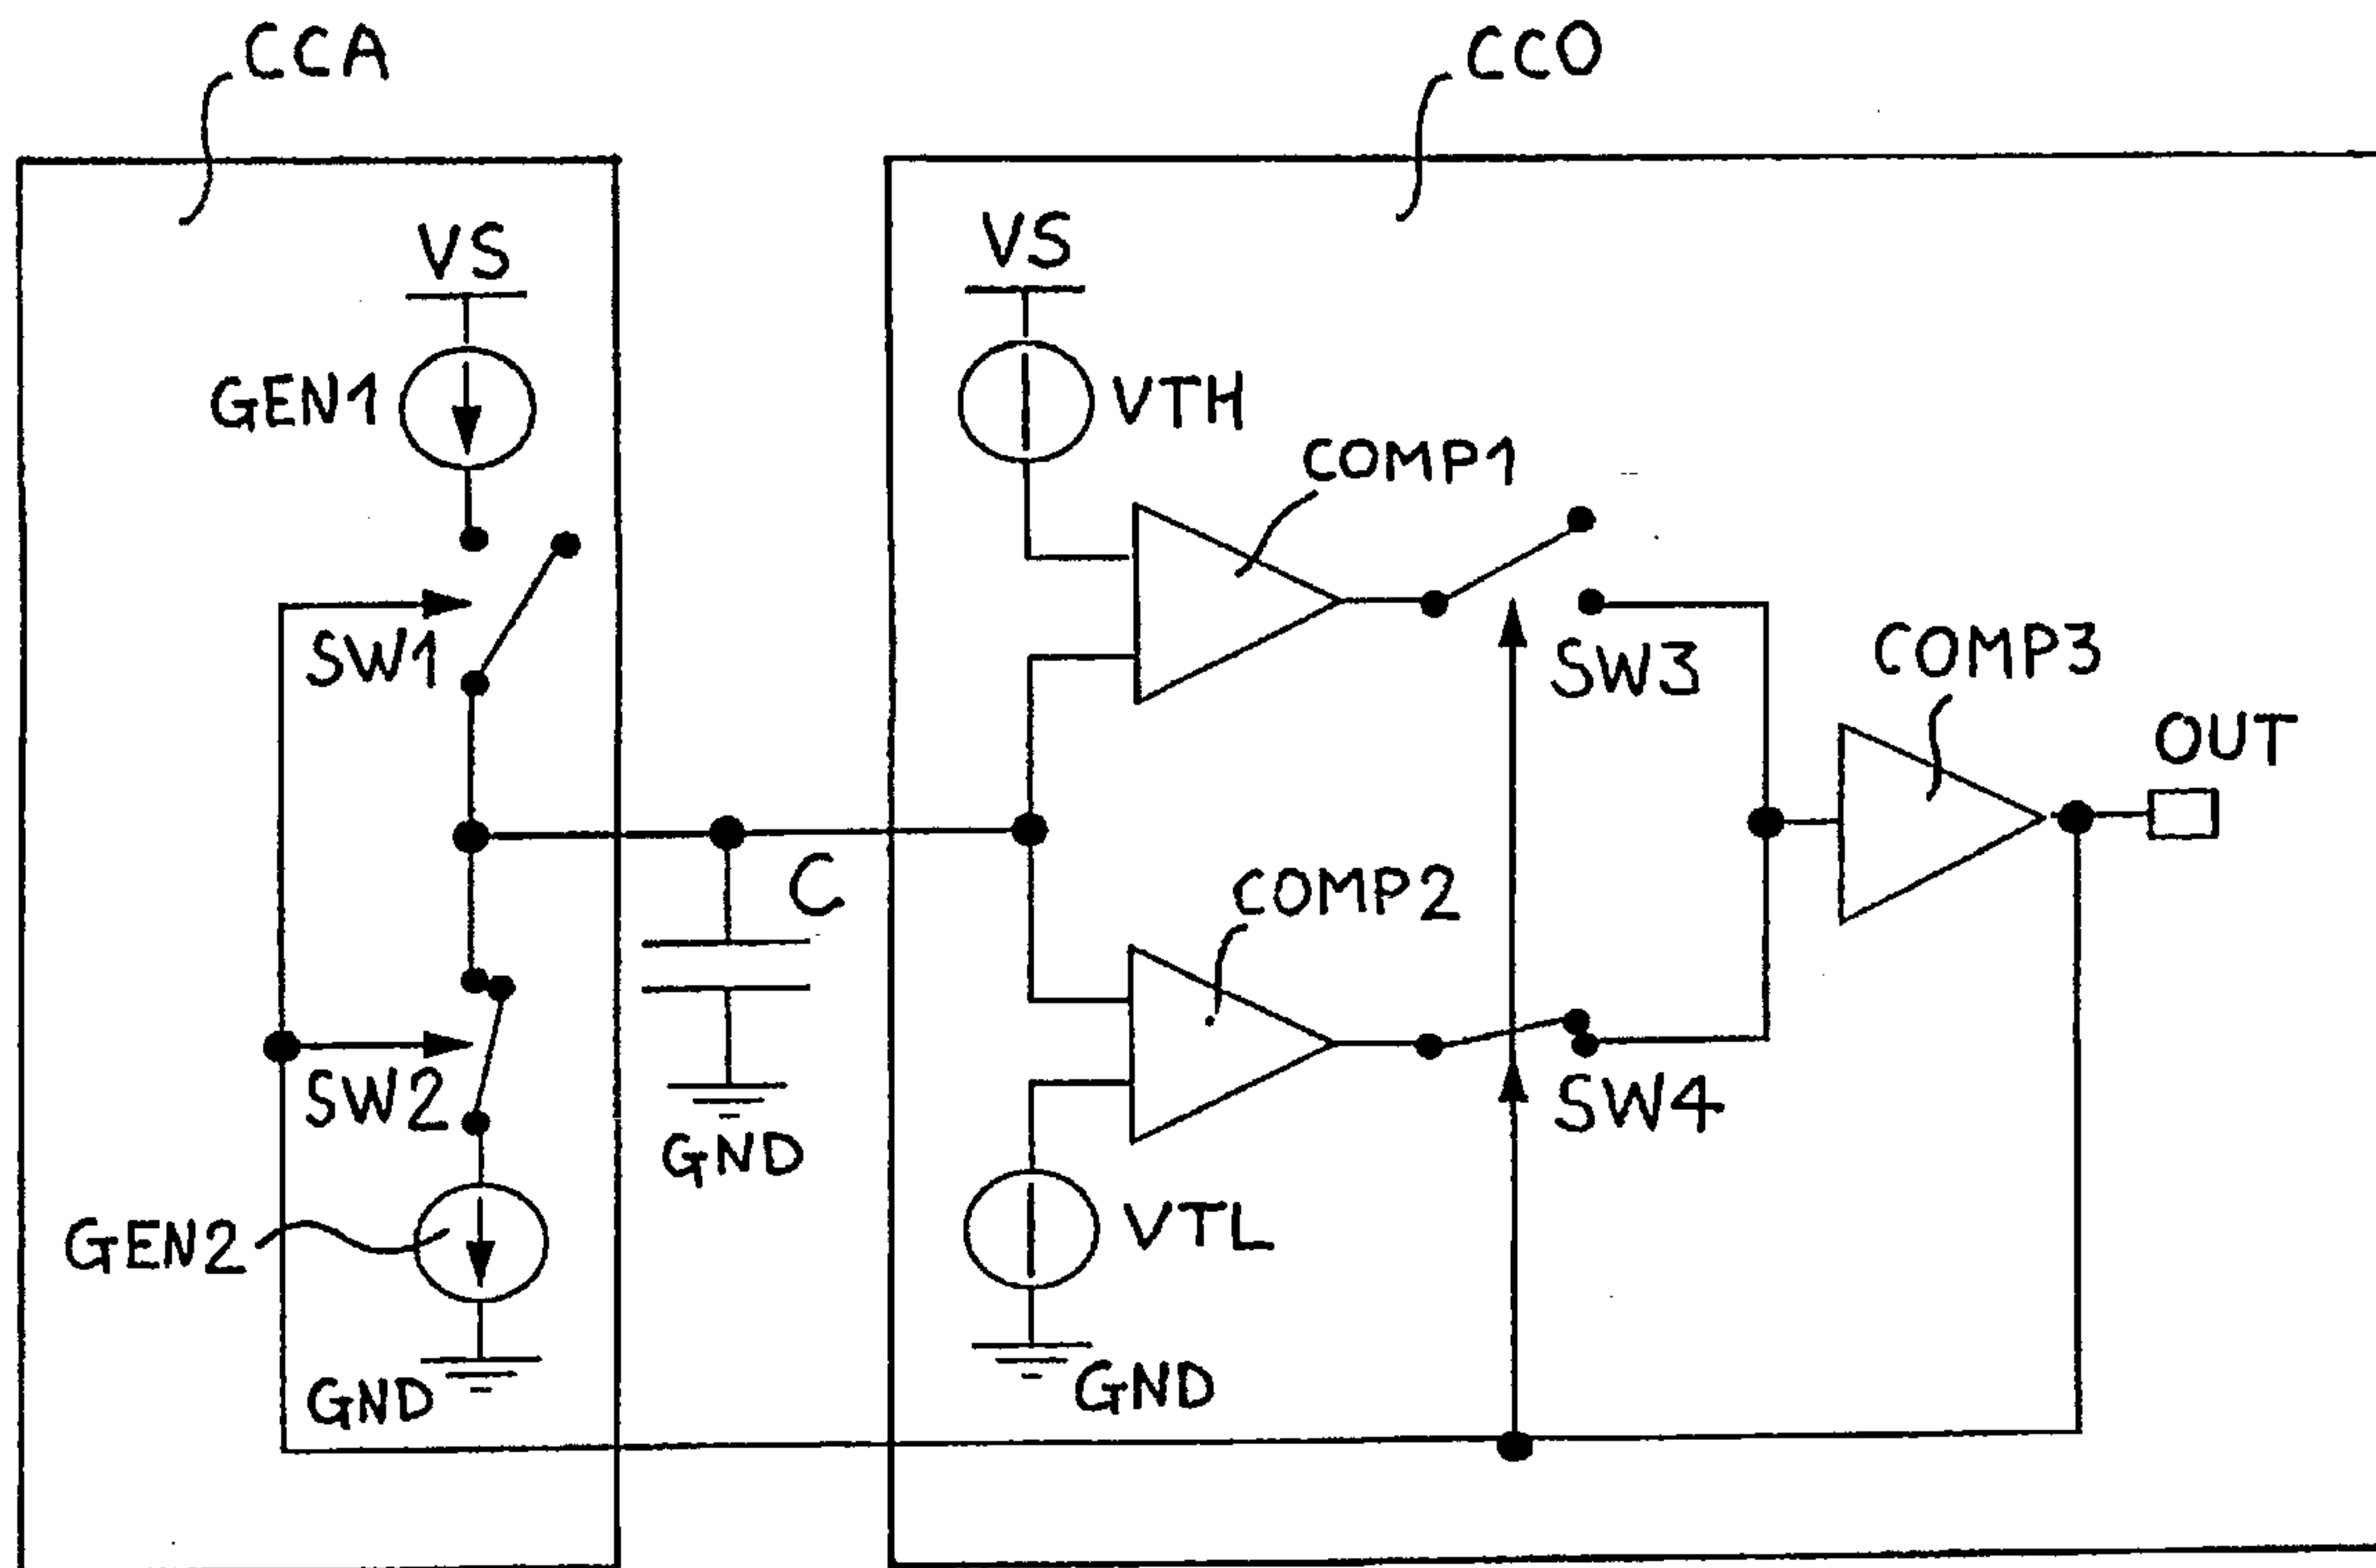 CCA
CCO
VS
VS
GEN1
VTH
COMP1
SW1
SW3
COMP3
OUT
C
COMP2
SW2
SW4
GND
GEN2
VTL
GND
GND